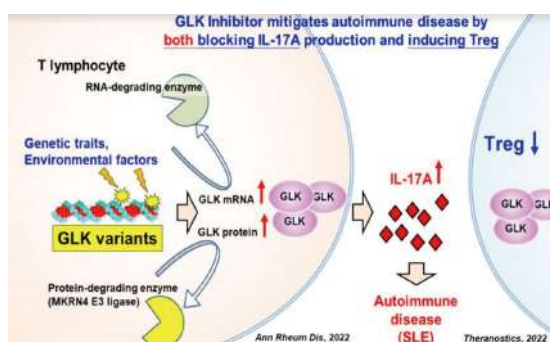 GLK Inhibitor mitigates autoimmune disease by
both blocking IL-17A production and inducing Treg
T lymphocyte
RNA-degrading enzyme
Genetic traits,
Environmental factors
GLK variants
GLK mRNA
GLK protein
GLK GLK
GLK
IL-17A
Treg
GLK GL
GLK
Protein-degrading enzyme
(MKRN4 E3 ligase)
Autoimmune
disease
(SLE)
Ann Rheum Dis, 2022
Theranostics, 2022